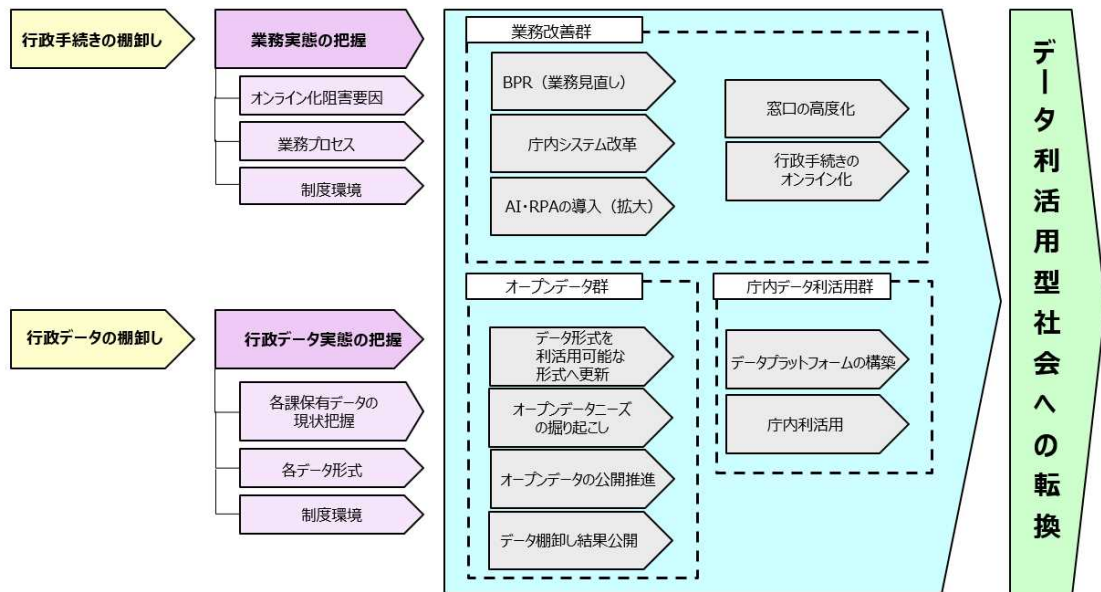 行政手続きの棚卸し
業務実態の把握
オンライン化阻害要因
業務プロセス
制度環境
行政データの棚卸し
行政データ実態の把握
各課保有データの
現状把握
各データ形式
制度環境
業務改善群
BPR（業務見直し）
庁内システム改革
AI・RPAの導入（拡大）
窓口の高度化
行政手続きの
オンライン化
オープンデータ群
データ形式を
利活用可能な
形式へ更新
オープンデータニーズ
の掘り起こし
オープンデータの公開推進
データ棚卸し結果公開
庁内データ利活用群
データプラットフォームの構築
庁内利活用
データ利活用型社会への転換